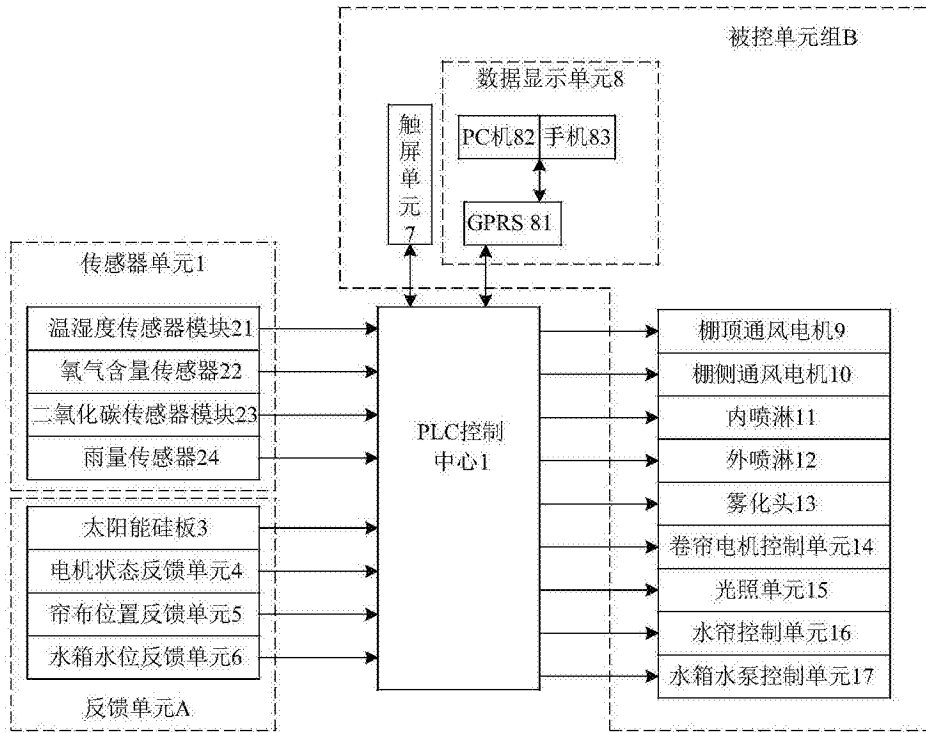 被控单元组B
数据显示单元8
触
屏
单
元
7
PC机82 手机83
GPRS 81
传感器单元1
温湿度传感器模块21
氧气含量传感器22
二氧化碳传感器模块23
雨量传感器24
太阳能硅板3
电机状态反馈单元4
帘布位置反馈单元5
水箱水位反馈单元6
反馈单元A
PLC控制
中心1
棚顶通风电机9
棚侧通风电机10
内喷淋11
外喷淋12
雾化头13
卷帘电机控制单元14
光照单元15
水帘控制单元16
水箱水泵控制单元17